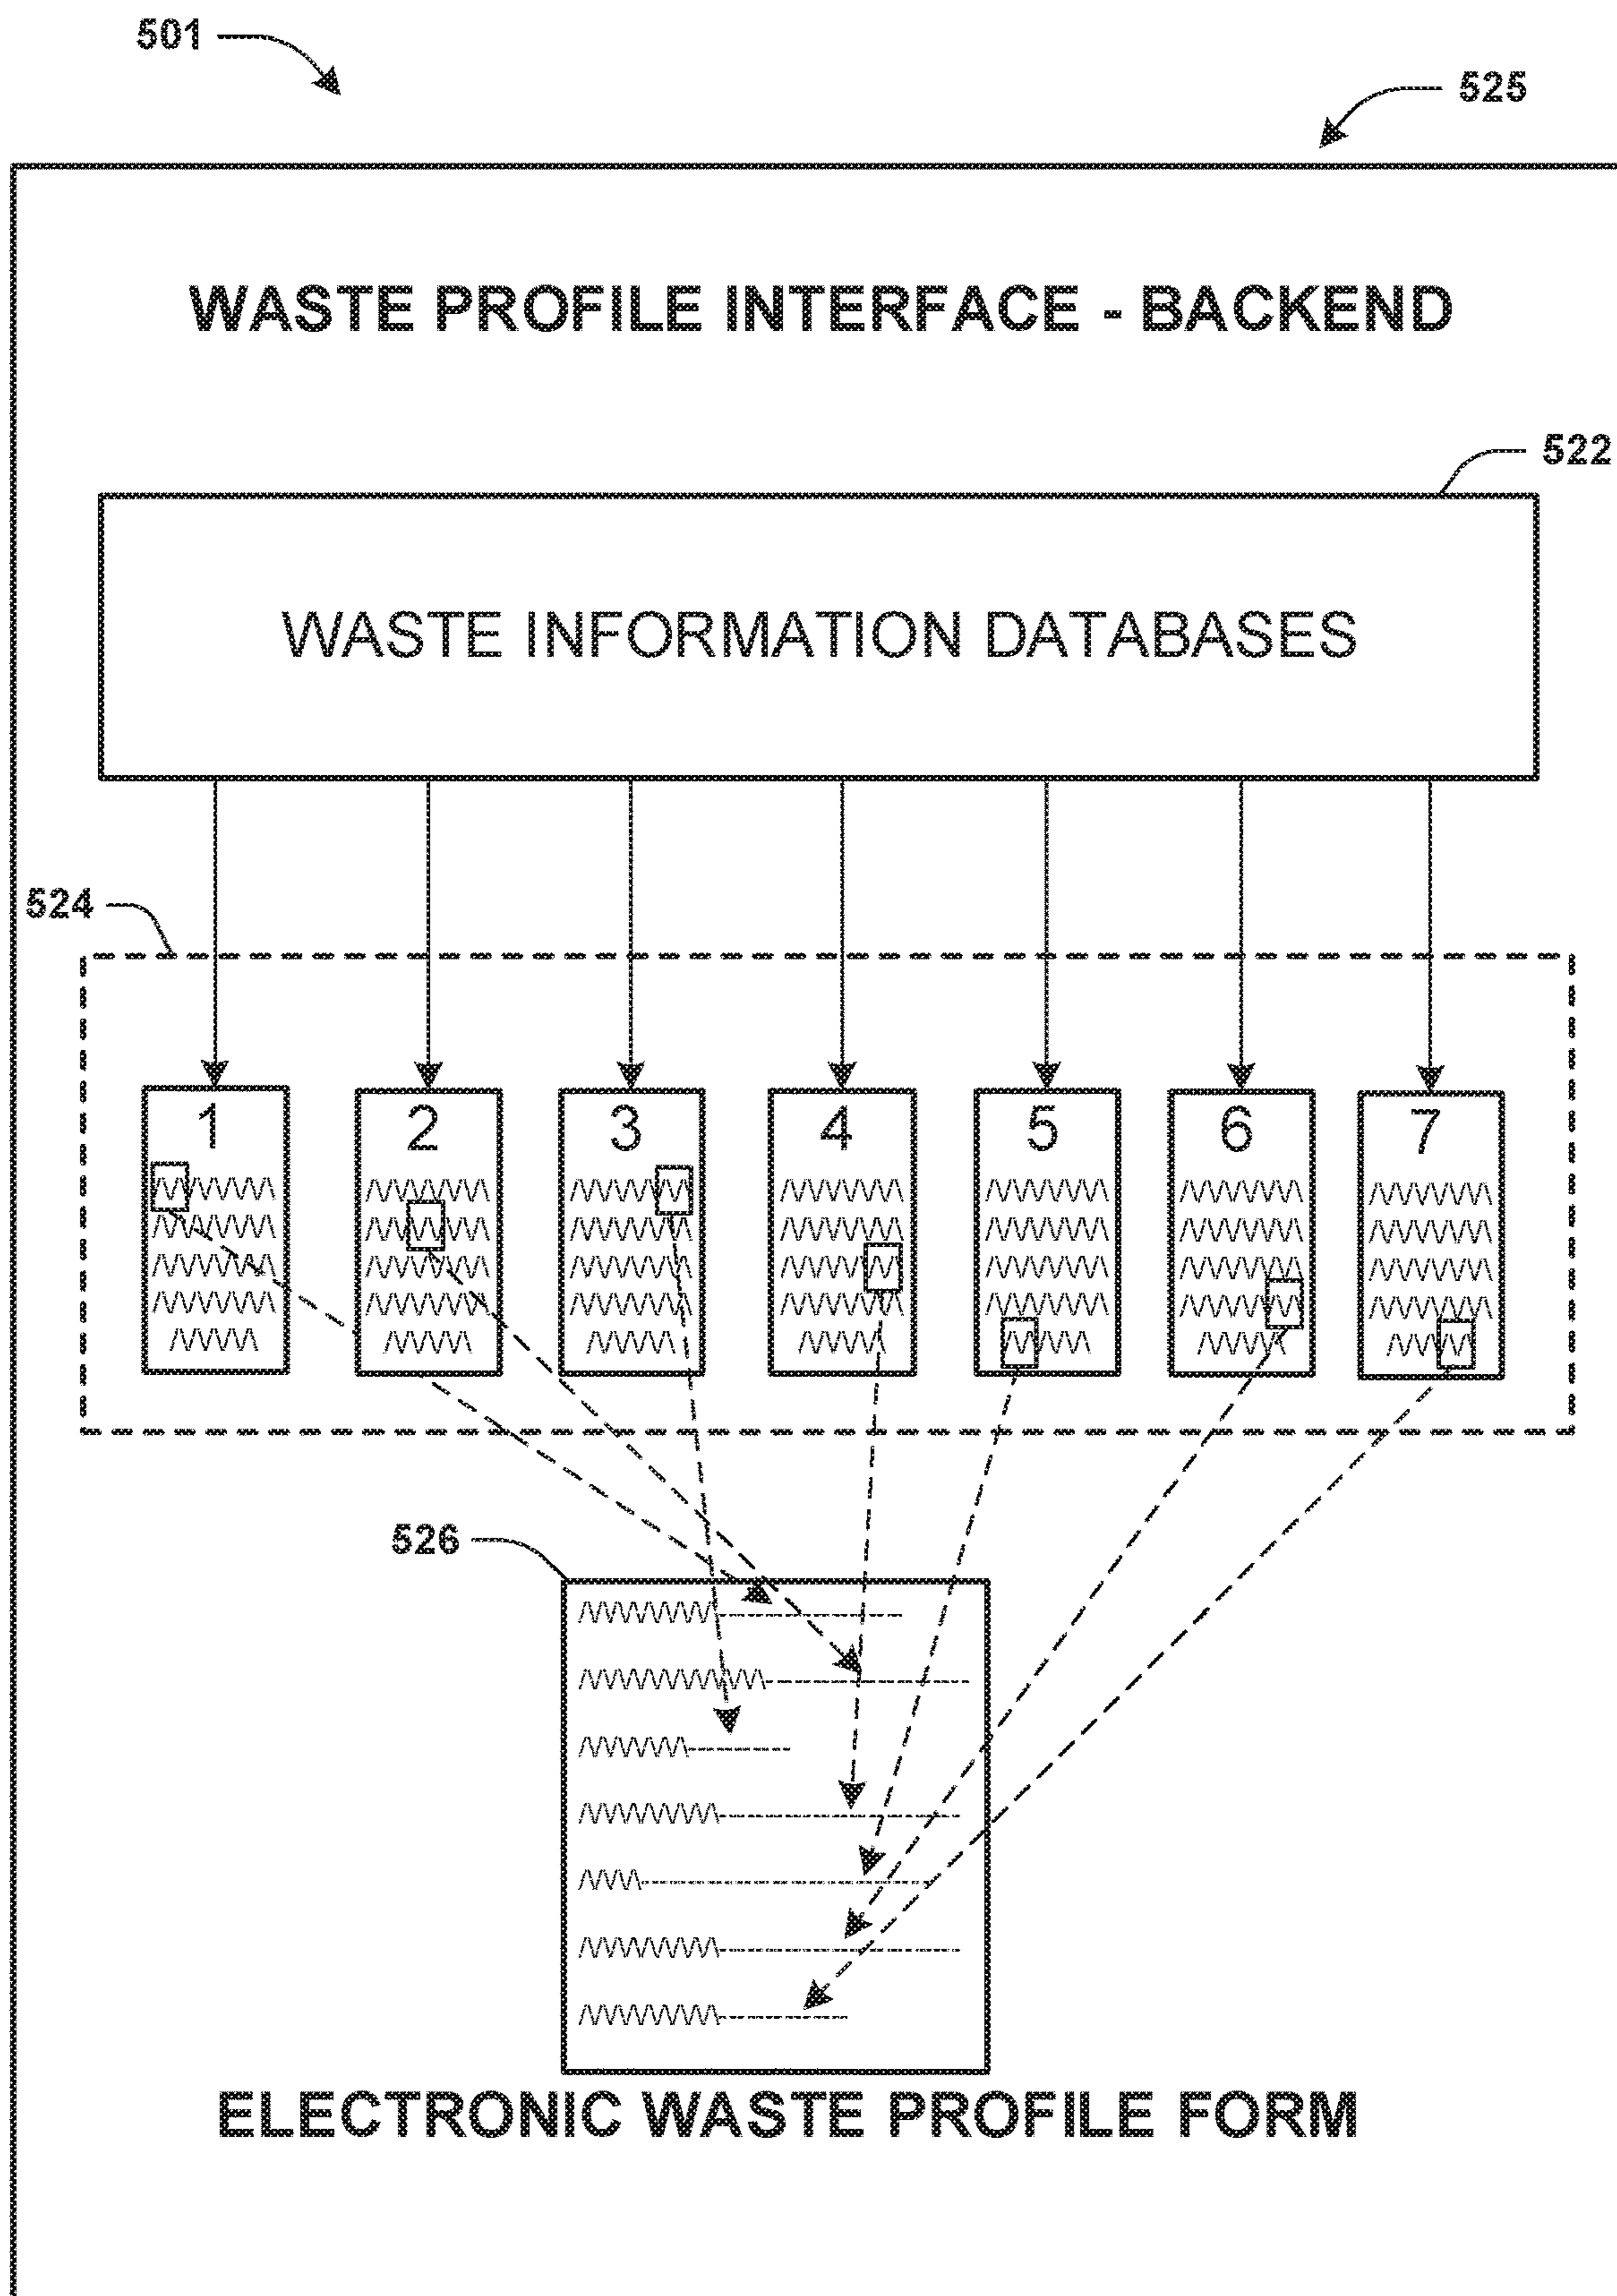 501
525
WASTE PROFILE INTERFACE - BACKEND
522
WASTE INFORMATION DATABASES
524
1 2 3 4 5 6 7
526
ELECTRONIC WASTE PROFILE FORM